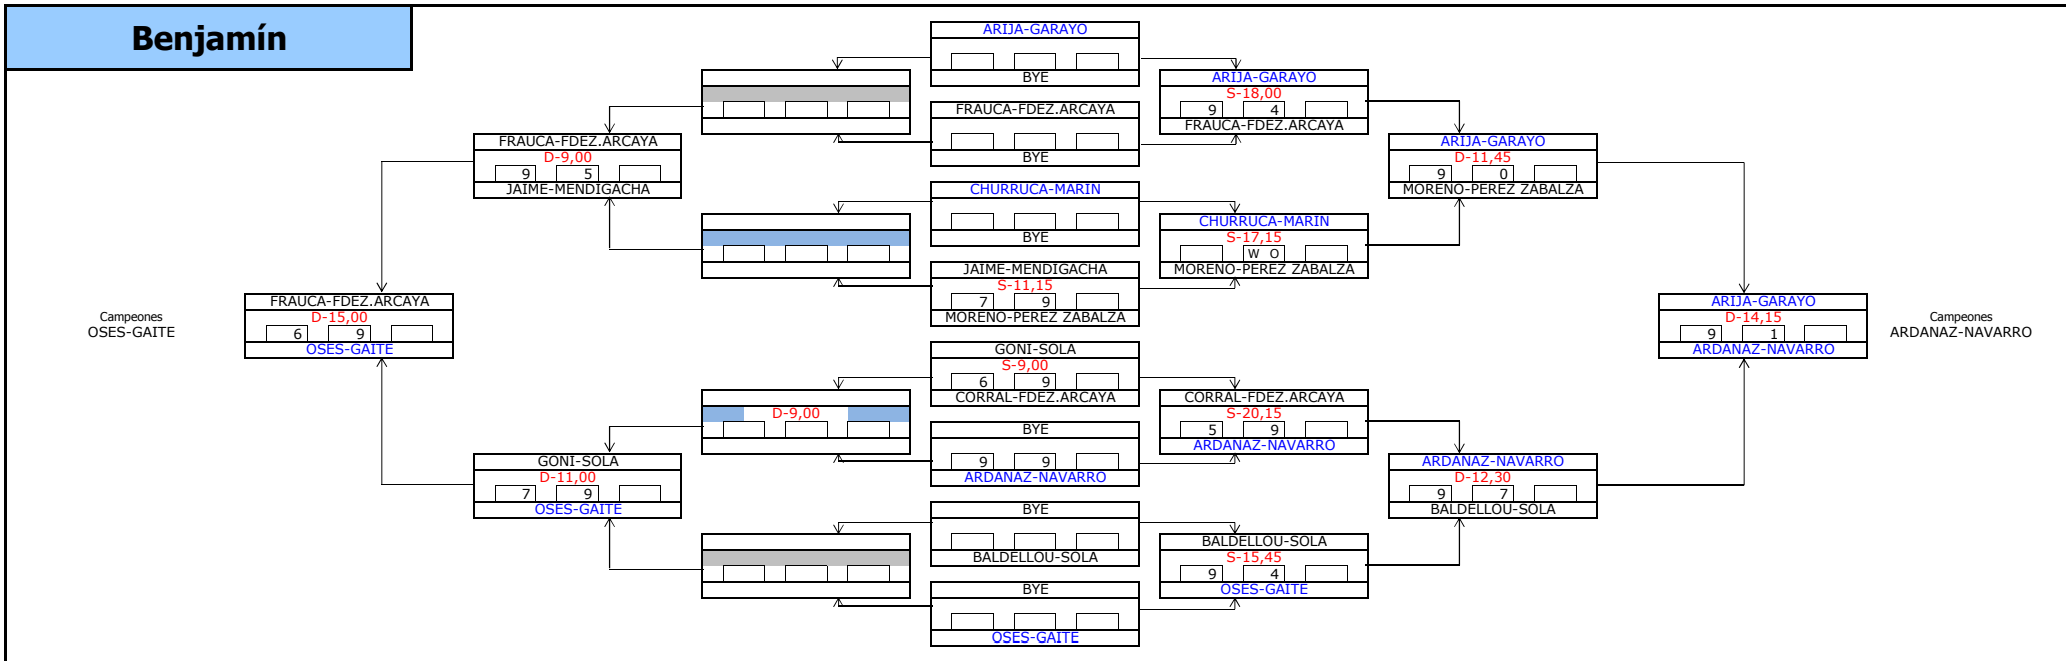 Benjamín
ARIJA-GARAYO
BYE
FRAUCA-FDEZ.ARCAYA
BYE
CHURRUCA-MARIN
BYE
JAIME-MENDIGACHA
S-11,15
7 9
MORENO-PEREZ ZABALZA
GONI-SOLA
S-9,00
6 9
CORRAL-FDEZ.ARCAYA
BYE
9 9
ARDANAZ-NAVARRO
BYE
BALDELLOU-SOLA
BYE
OSES-GAITE
D-9,00
FRAUCA-FDEZ.ARCAYA
D-9,00
9 5
JAIME-MENDIGACHA
GONI-SOLA
D-11,00
7 9
OSES-GAITE
FRAUCA-FDEZ.ARCAYA
D-15,00
6 9
OSES-GAITE
Campeones
OSES-GAITE
ARIJA-GARAYO
S-18,00
9 4
FRAUCA-FDEZ.ARCAYA
CHURRUCA-MARIN
S-17,15
W O
MORENO-PEREZ ZABALZA
CORRAL-FDEZ.ARCAYA
S-20,15
5 9
ARDANAZ-NAVARRO
BALDELLOU-SOLA
S-15,45
9 4
OSES-GAITE
ARIJA-GARAYO
D-11,45
9 0
MORENO-PEREZ ZABALZA
ARDANAZ-NAVARRO
D-12,30
9 7
BALDELLOU-SOLA
ARIJA-GARAYO
D-14,15
9 1
ARDANAZ-NAVARRO
Campeones
ARDANAZ-NAVARRO